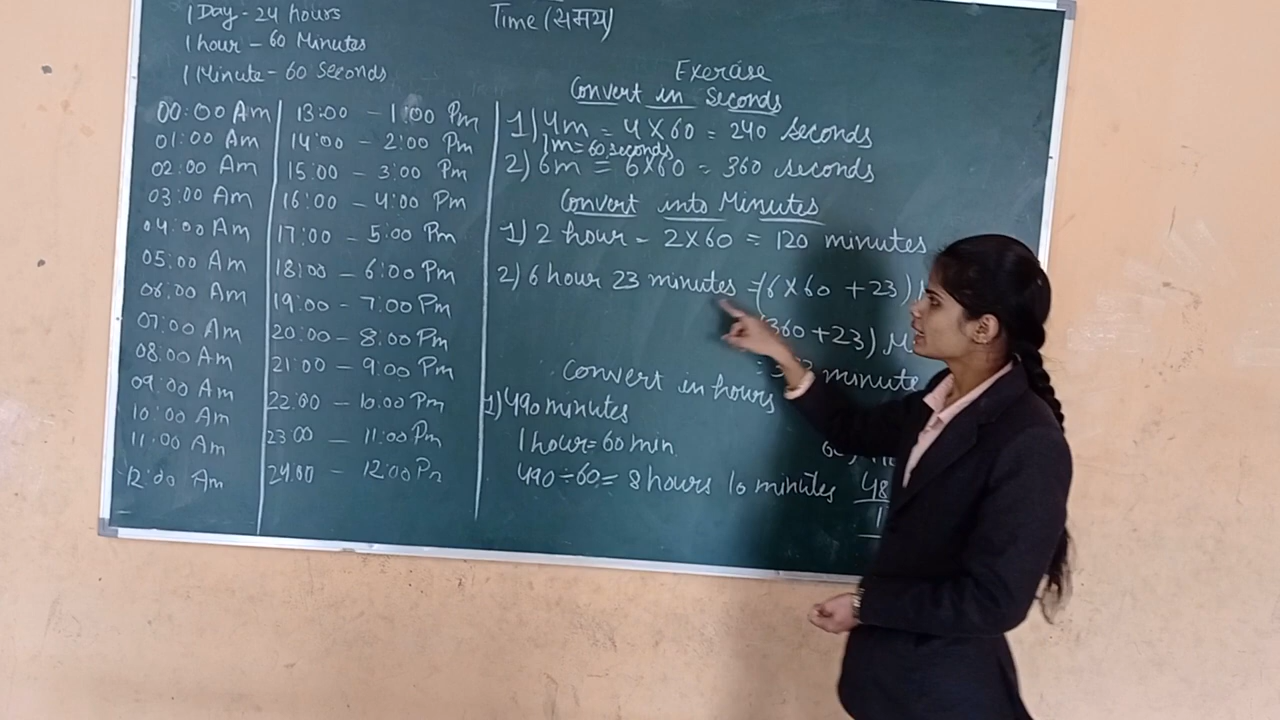 1 Day - 24 hours
1 hour - 60 Minutes
1 Minute - 60 Seconds
Time (समय)
00:00 Am
01:00 Am
02:00 Am
03:00 Am
04:00 Am
05:00 Am
06:00 Am
07:00 Am
08:00 Am
09:00 Am
10:00 Am
11:00 Am
12:00 Am
13:00 - 1:00 Pm
14:00 - 2:00 Pm
15:00 - 3:00 Pm
16:00 - 4:00 Pm
17:00 - 5:00 Pm
18:00 - 6:00 Pm
19:00 - 7:00 Pm
20:00 - 8:00 Pm
21:00 - 9:00 Pm
22:00 - 10:00 Pm
23:00 - 11:00 Pm
24:00 - 12:00 Pm
Exercise
Convert in Seconds
1) 4m = 4 X 60 = 240 seconds
1m = 60 seconds
2) 6m = 6X60 = 360 seconds
Convert into Minutes
1) 2 hour - 2X60 = 120 minutes
2) 6 hour 23 minutes = (6 X 60 + 23)
(360 + 23)
minute
Convert in hours
1) 490 minutes
1 hour = 60 min
490 ÷ 60 = 8 hours 10 minutes
48
1